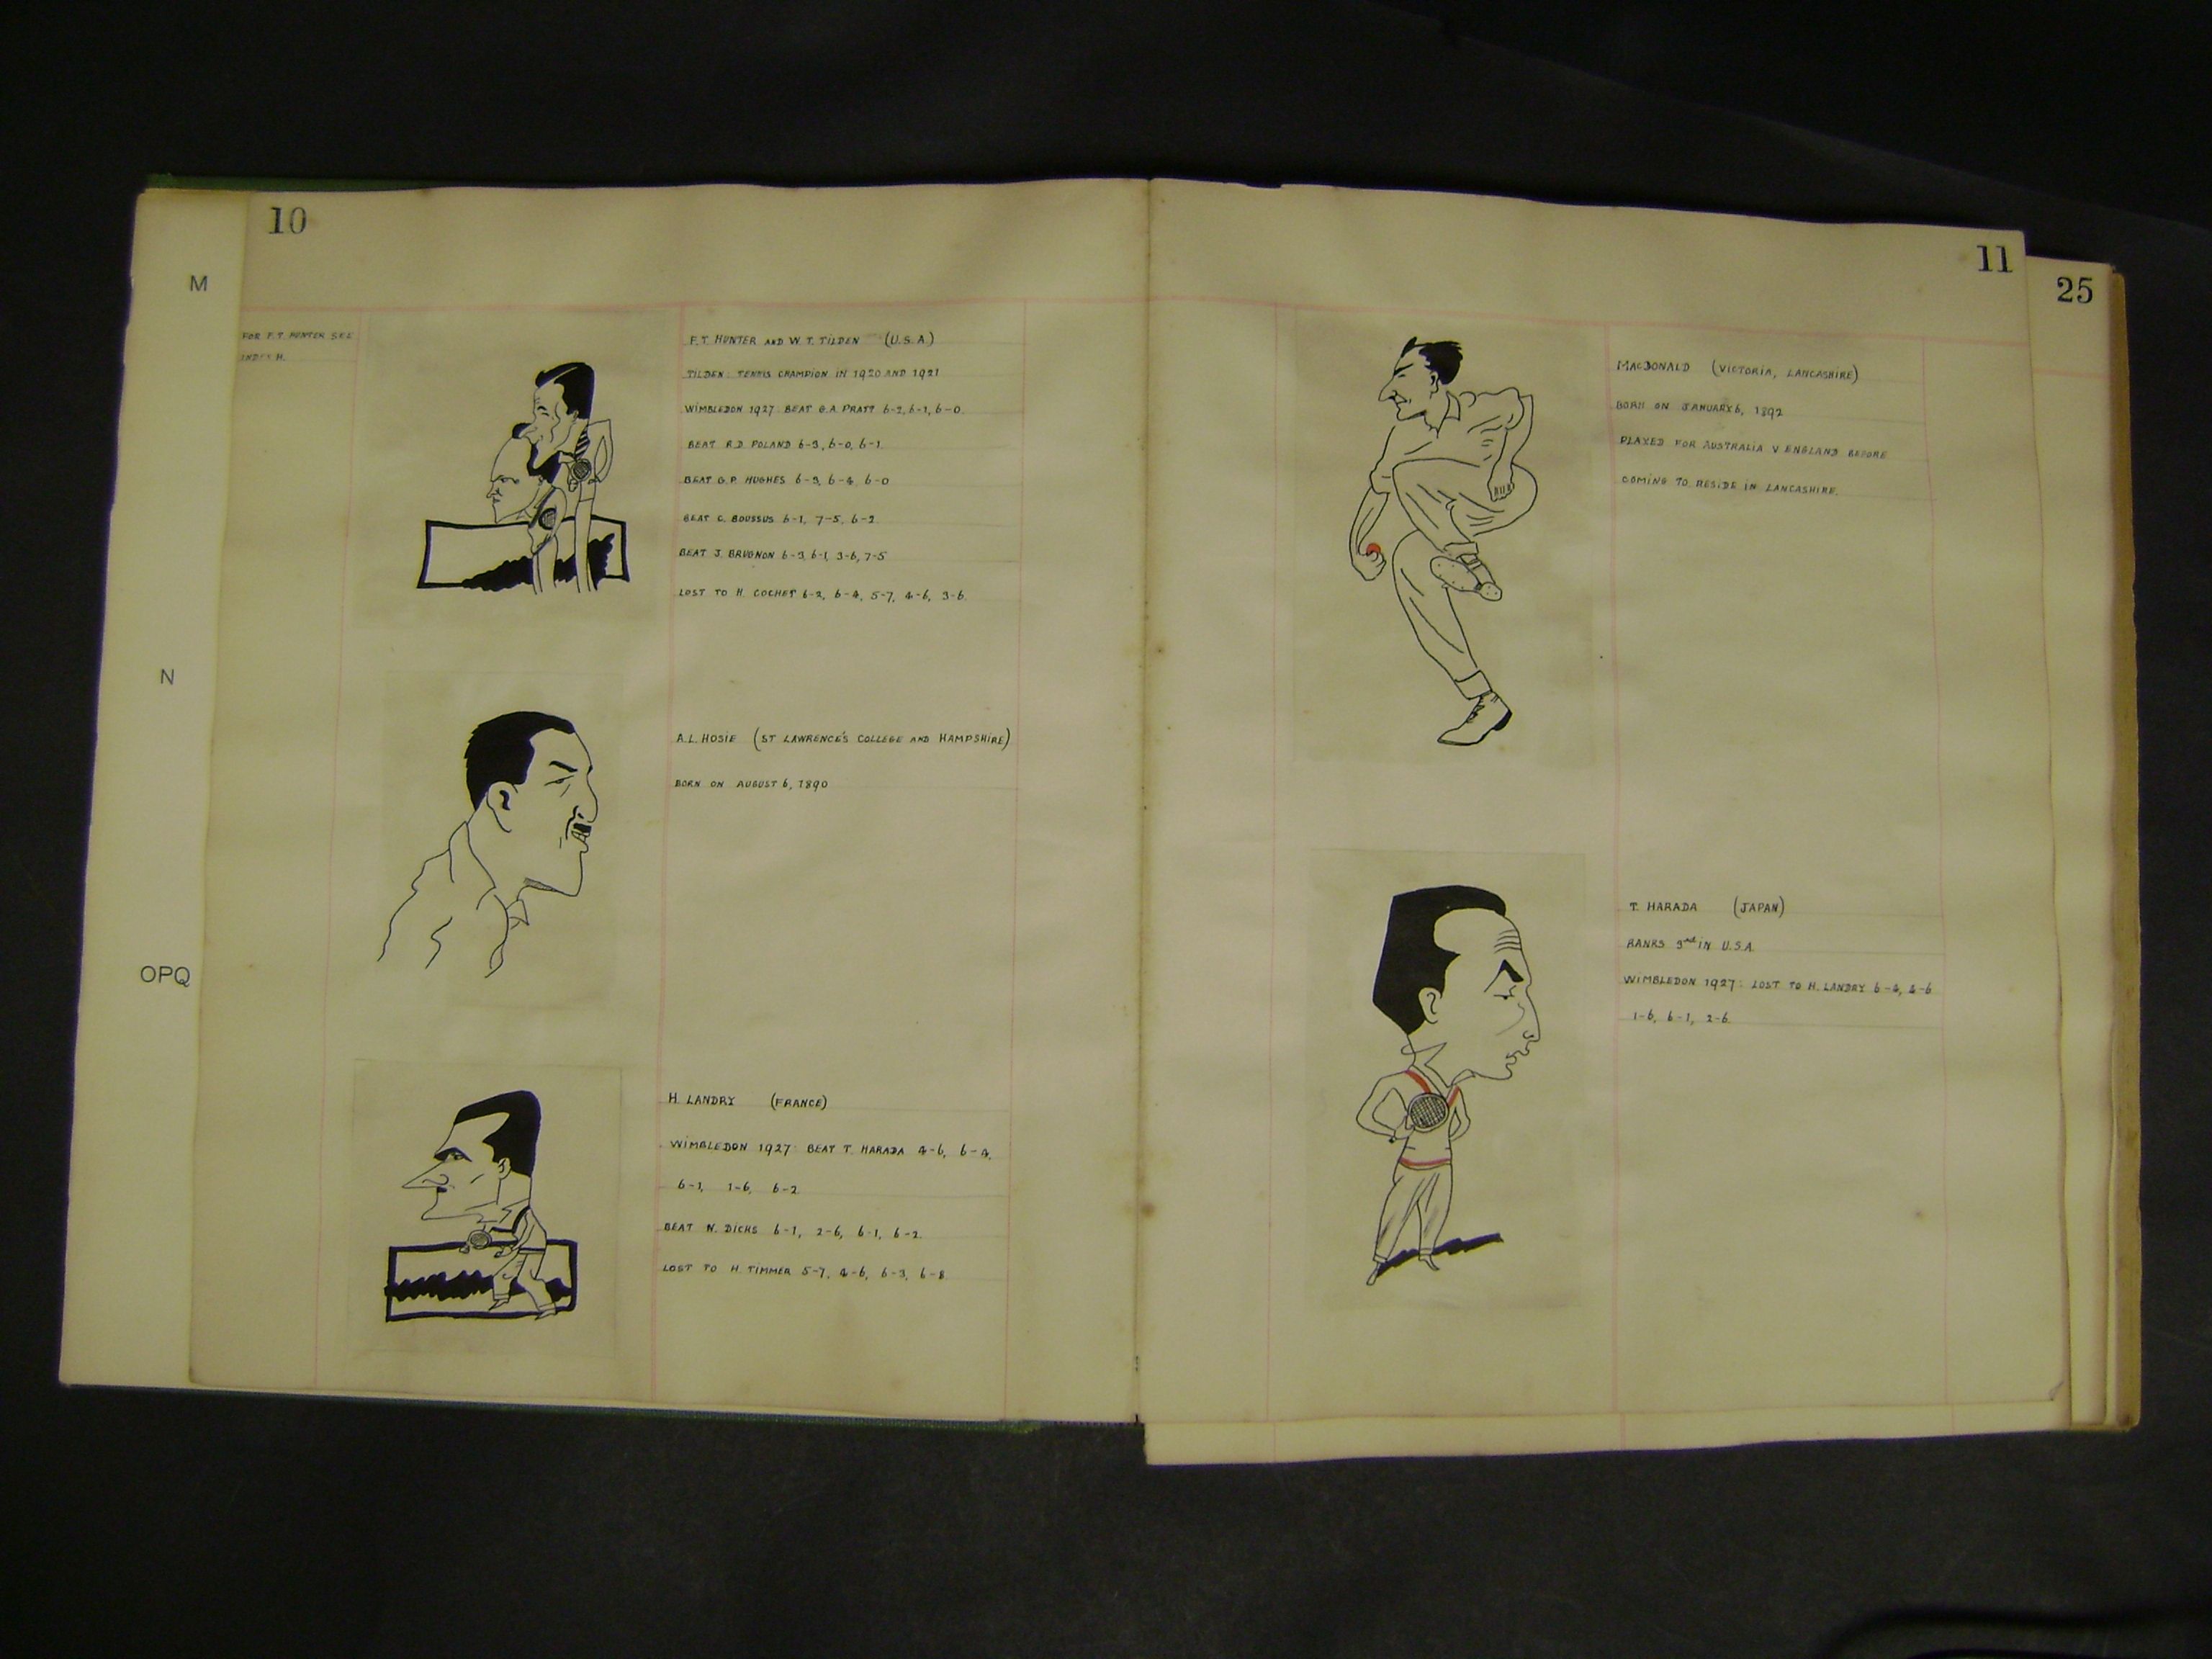 10
M
N
OPQ
FOR F.T. HUNTER SEE
INDEX H.
F.T. HUNTER AND W.T. TILDEN (U.S.A.)
TILDEN: TENNIS CHAMPION IN 1920 AND 1921
WIMBLEDON 1927: BEAT G.A. PRATT 6-2, 6-1, 6-0.
BEAT R.D. POLAND 6-3, 6-0, 6-1.
BEAT G.P. HUGHES 6-3, 6-4, 6-0
BEAT C. BOUSSUS 6-1, 7-5, 6-2.
BEAT J. BRUGNON 6-3, 6-1, 3-6, 7-5
LOST TO H. COCHET 6-2, 6-4, 5-7, 4-6, 3-6.
A.L. HOSIE (ST LAWRENCE'S COLLEGE AND HAMPSHIRE)
BORN ON AUGUST 6, 1890
H. LANDRY (FRANCE)
WIMBLEDON 1927: BEAT T. HARADA 4-6, 6-4,
6-1, 1-6, 6-2.
BEAT N. DICKS 6-1, 2-6, 6-1, 6-2.
LOST TO H. TIMMER 5-7, 4-6, 6-3, 6-8.
11
25
MACDONALD (VICTORIA, LANCASHIRE)
BORN ON JANUARY 6, 1892
PLAYED FOR AUSTRALIA V ENGLAND BEFORE
COMING TO RESIDE IN LANCASHIRE.
T. HARADA (JAPAN)
RANKS 3rd IN U.S.A.
WIMBLEDON 1927: LOST TO H. LANDRY 6-4, 4-6
1-6, 6-1, 2-6.